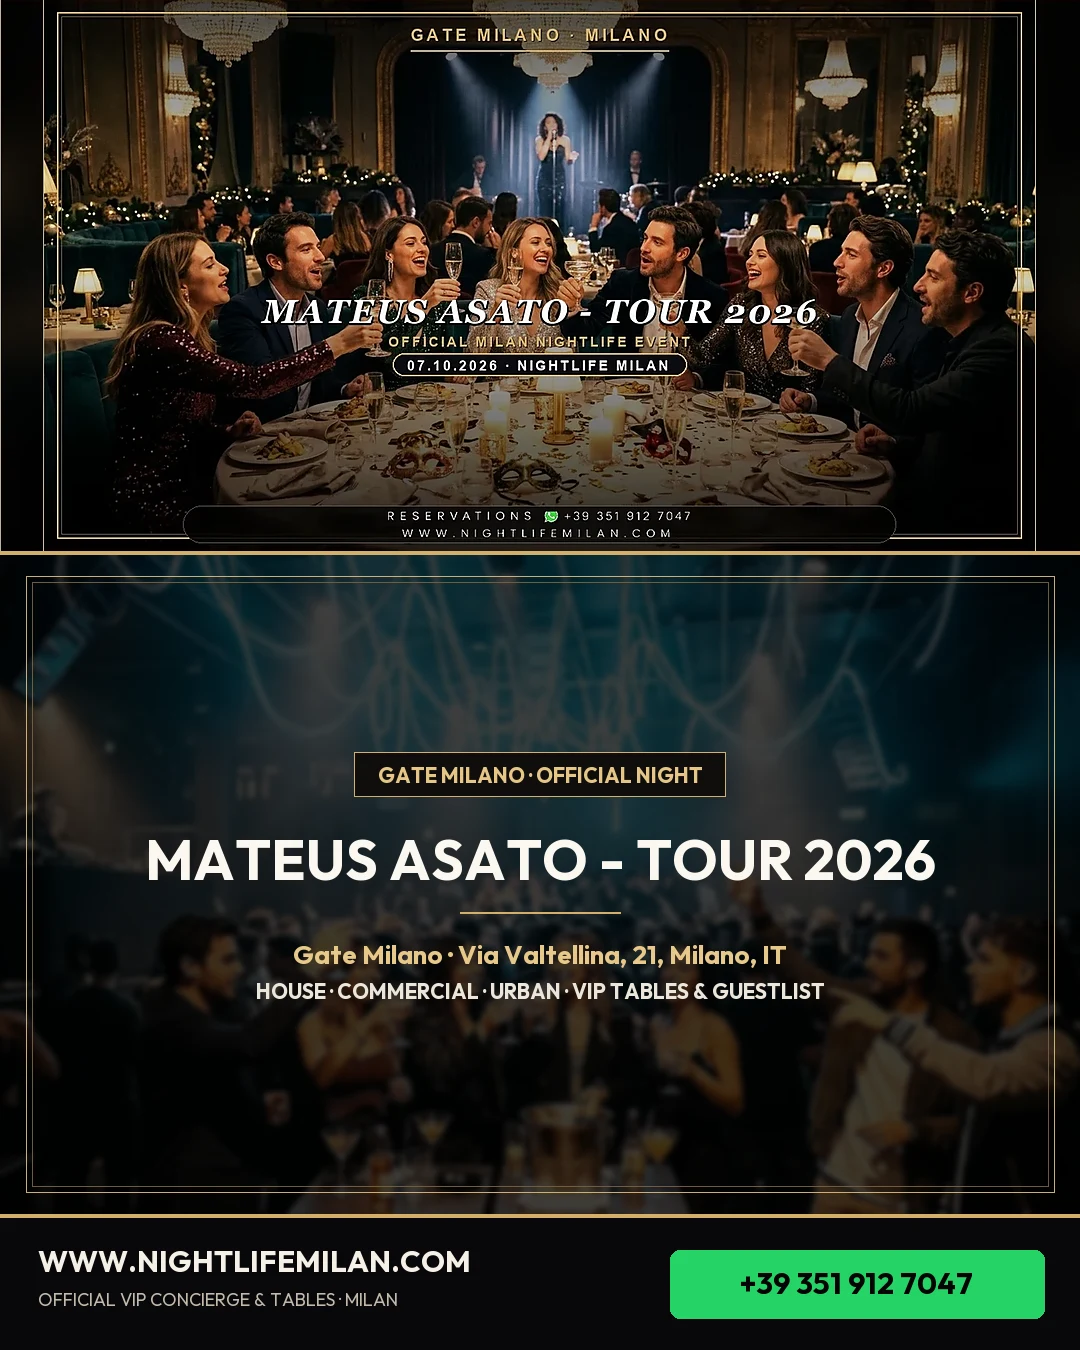 GATE MILANO · MILANO
MATEUS ASATO - TOUR 2026
OFFICIAL MILAN NIGHTLIFE EVENT
07.10.2026 · NIGHTLIFE MILAN
RESERVATIONS +39 351 912 7047
WWW.NIGHTLIFEMILAN.COM
GATE MILANO · OFFICIAL NIGHT
MATEUS ASATO - TOUR 2026
Gate Milano · Via Valtellina, 21, Milano, IT
HOUSE · COMMERCIAL · URBAN · VIP TABLES & GUESTLIST
WWW.NIGHTLIFEMILAN.COM
OFFICIAL VIP CONCIERGE & TABLES · MILAN
+39 351 912 7047